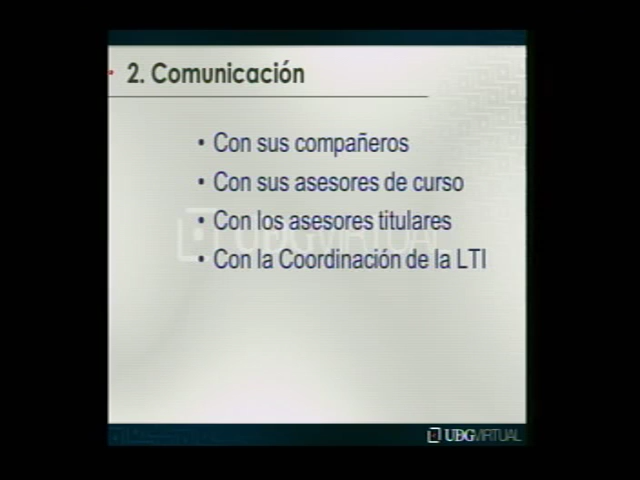 2. Comunicación
• Con sus compañeros
• Con sus asesores de curso
• Con los asesores titulares
• Con la Coordinación de la LTI
UDGVIRTUAL
UDGVIRTUAL